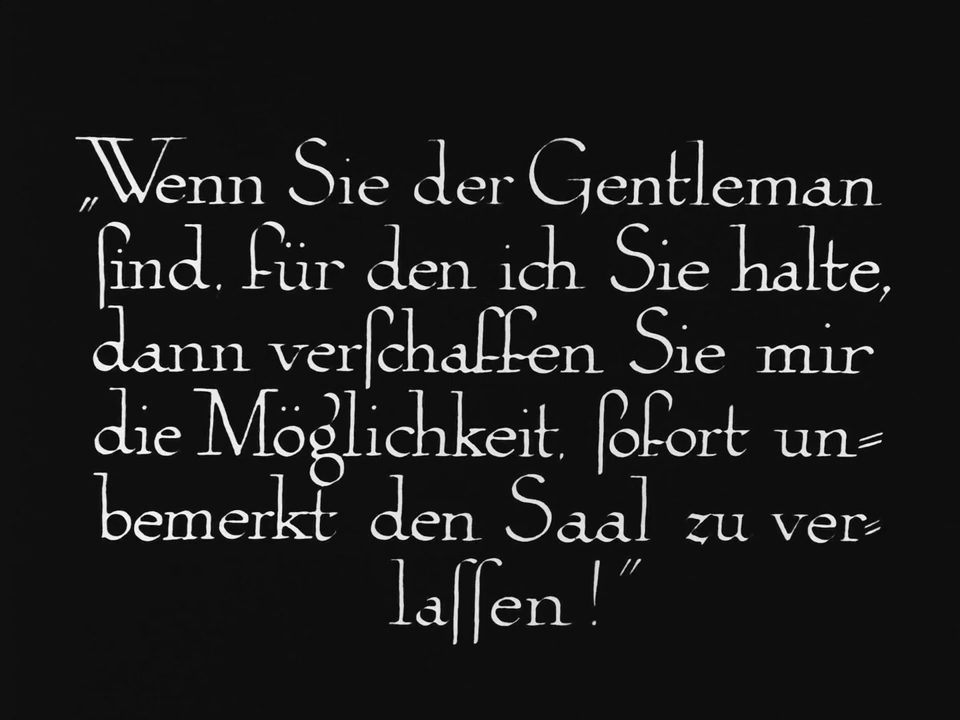 „Wenn Sie der Gentleman
ſind, für den ich Sie halte,
dann verſchaffen Sie mir
die Möglichkeit, ſofort un⸗
bemerkt den Saal zu ver⸗
laſſen!“